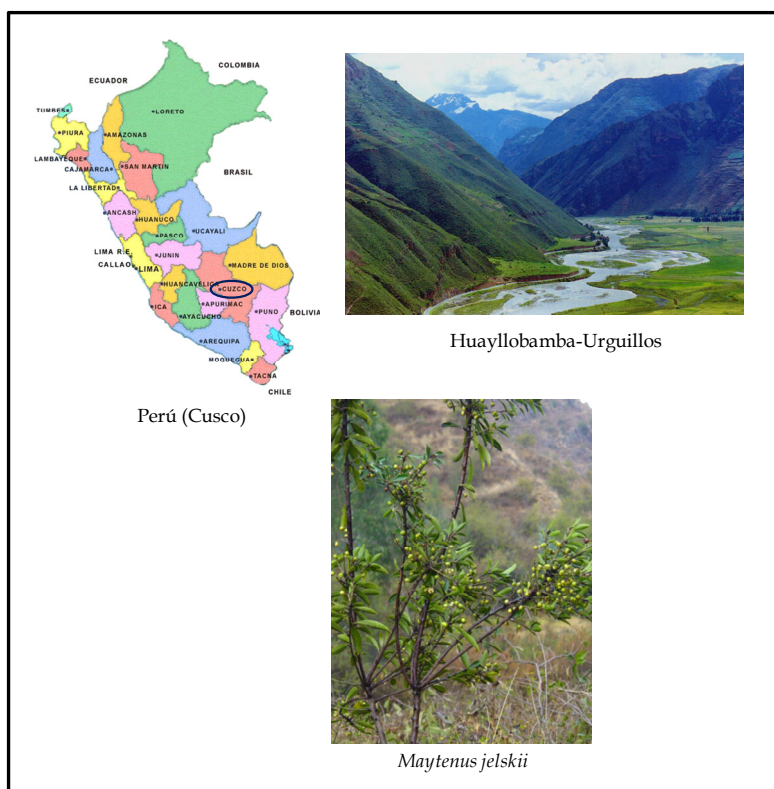 COLOMBIA
ECUADOR
TUMBES
LORETO
PIURA
AMAZONAS
LAMBAYEQUE
CAJAMARCA
SAN MARTIN
BRASIL
LA LIBERTAD
ANCASH
HUANUCO
UCAYALI
PASCO
LIMA R.E.
JUNIN
CALLAO
LIMA
MADRE DE DIOS
HUANCAVELICA
CUZCO
ICA
APURIMAC
AYACUCHO
PUNO
BOLIVIA
AREQUIPA
MOQUEGUA
TACNA
CHILE
Perú (Cusco)
Huayllobamba-Urguillos
Maytenus jelskii